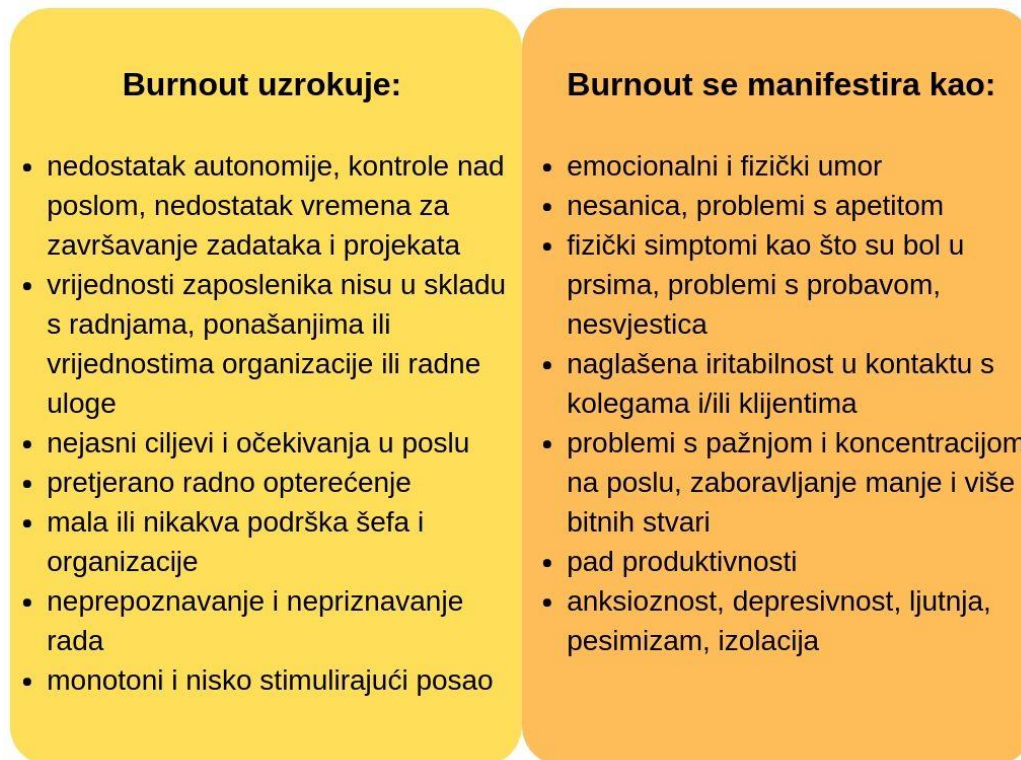 Burnout uzrokuje:
• nedostatak autonomije, kontrole nad
poslom, nedostatak vremena za
završavanje zadataka i projekata
• vrijednosti zaposlenika nisu u skladu
s radnjama, ponašanjima ili
vrijednostima organizacije ili radne
uloge
• nejasni ciljevi i očekivanja u poslu
• pretjerano radno opterećenje
• mala ili nikakva podrška šefa i
organizacije
• neprepoznavanje i nepriznavanje
rada
• monotoni i nisko stimulirajući posao
Burnout se manifestira kao:
• emocionalni i fizički umor
• nesanica, problemi s apetitom
• fizički simptomi kao što su bol u
prsima, problemi s probavom,
nesvjestica
• naglašena iritabilnost u kontaktu s
kolegama i/ili klijentima
• problemi s pažnjom i koncentracijom
na poslu, zaboravljanje manje i više
bitnih stvari
• pad produktivnosti
• anksioznost, depresivnost, ljutnja,
pesimizam, izolacija